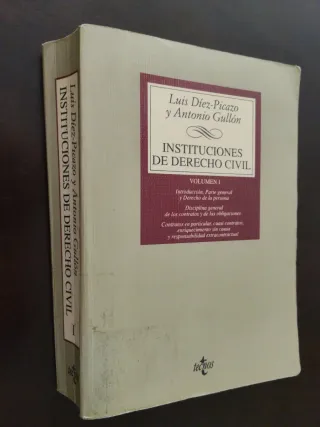 Luis Díez-Picazo
y Antonio Gullón
INSTITUCIONES
DE DERECHO CIVIL
VOLUMEN I
Introducción, Parte general
y Derecho de la persona
Disciplina general
de los contratos y de las obligaciones
Contratos en particular, cuasi contratos,
enriquecimiento sin causa
y responsabilidad extracontractual
tecnos
Luis Díez-Picazo y Antonio Gullón
INSTITUCIONES DE DERECHO CIVIL
I